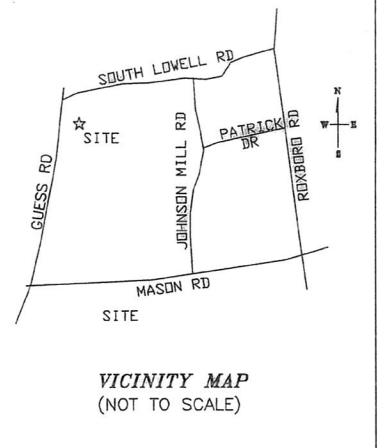 SOUTH LOWELL RD
SITE
GUESS RD
JOHNSON MILL RD
PATRICK
DR
ROXBORO RD
N
W E
S
MASON RD
SITE
VICINITY MAP
(NOT TO SCALE)